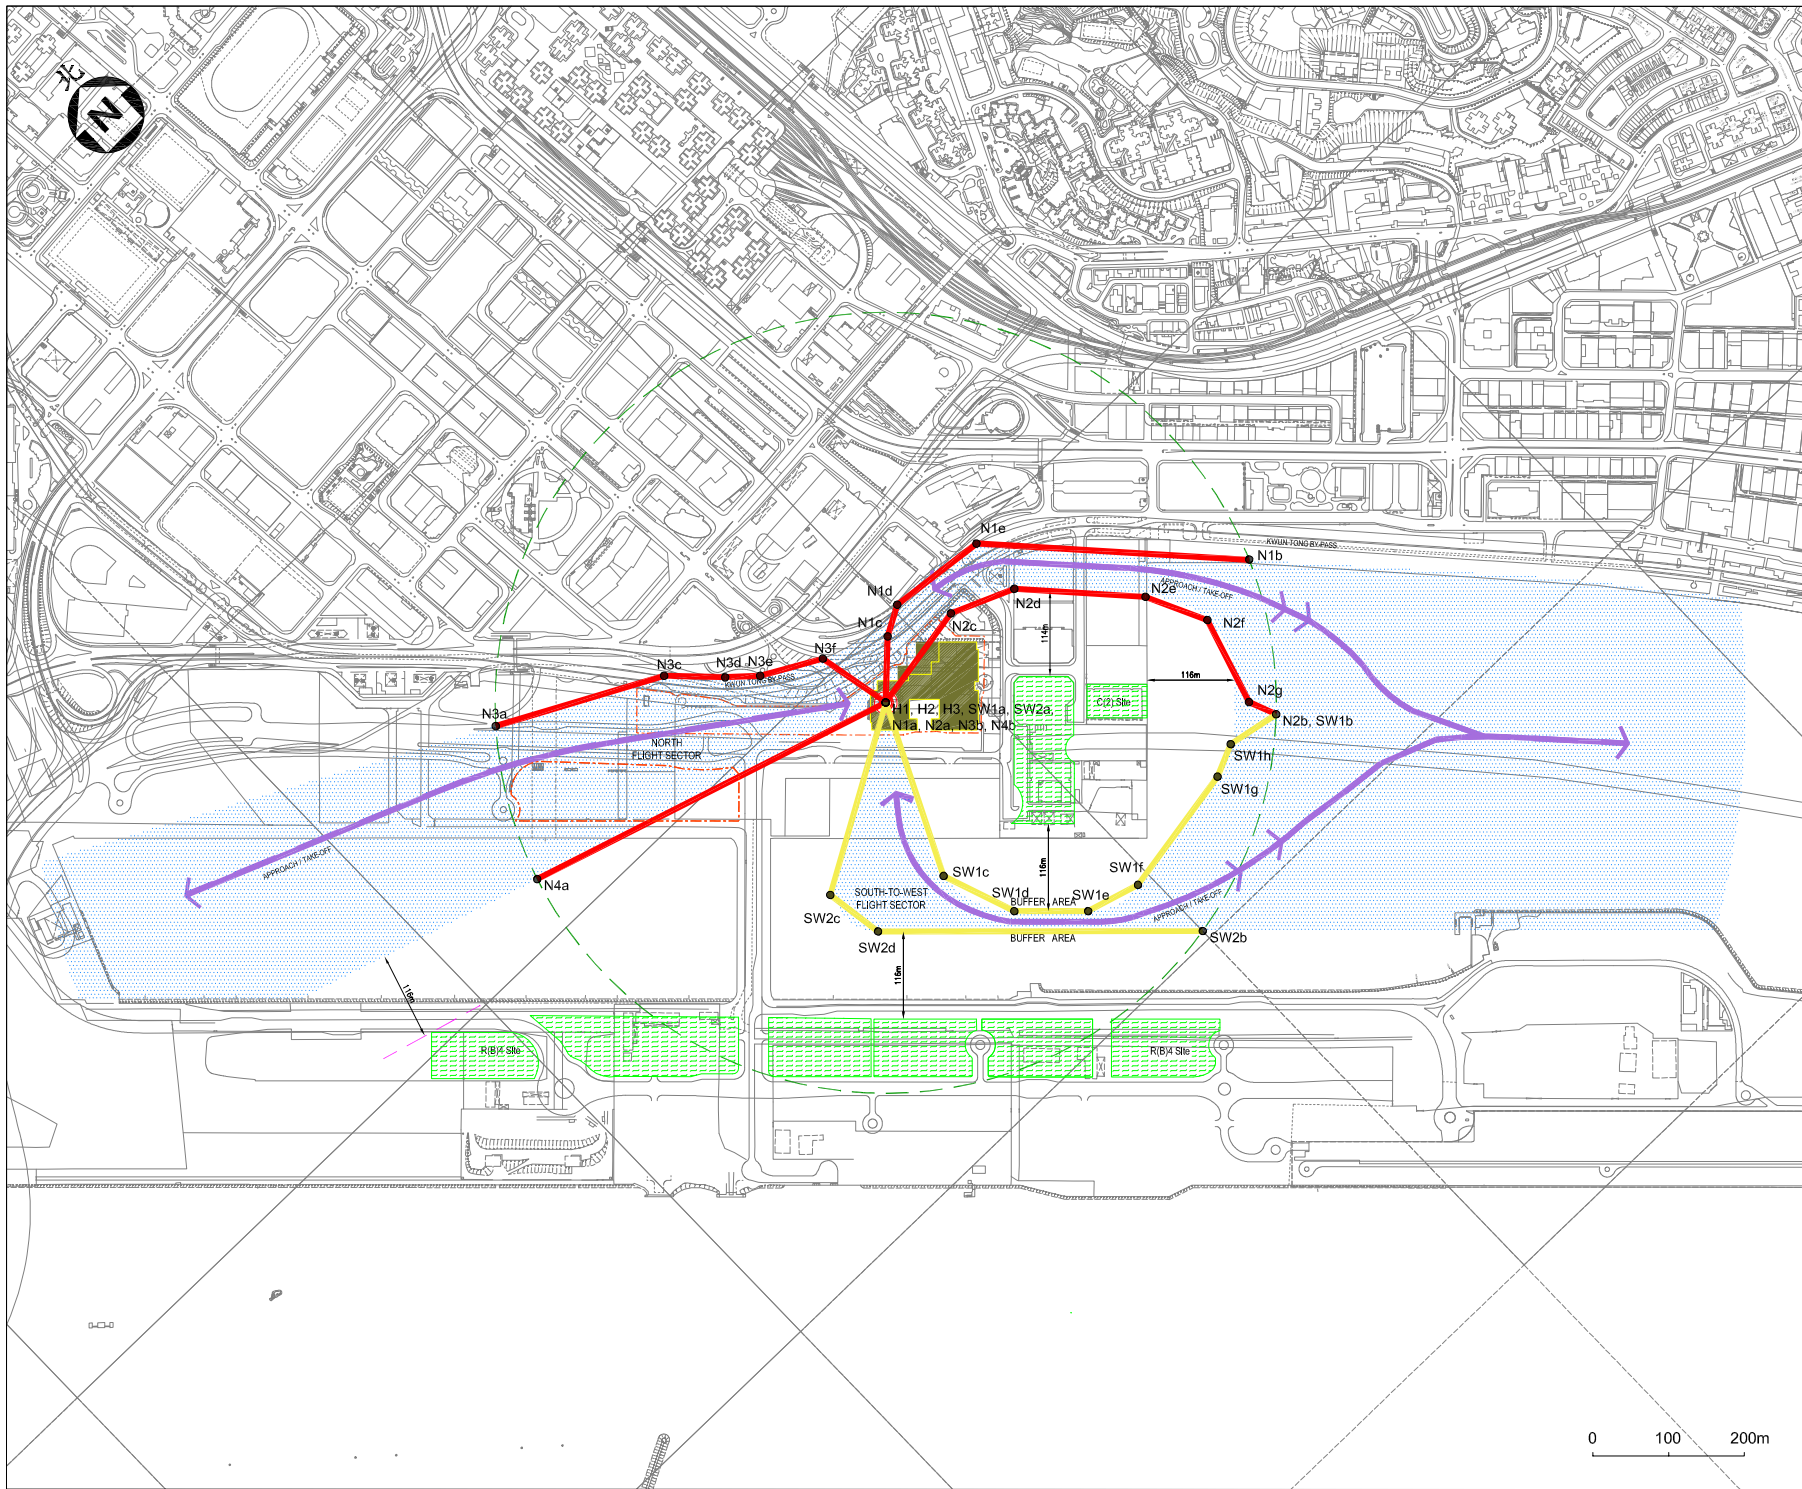 北
N
N1e
KWUN TONG BY-PASS
N1b
N1d
APPROACH / TAKE-OFF
N2e
N2d
N2c
N2f
N1c
114m
N3f
N3c
N3d
N3e
KWUN TONG BY-PASS
116m
C(2) Site
N2g
N3a
H1, H2, H3, SW1a, SW2a,
N1a, N2a, N3b, N4b
N2b, SW1b
NORTH
FLIGHT SECTOR
SW1h
SW1g
APPROACH / TAKE-OFF
N4a
116m
SW1c
SW1f
SOUTH-TO-WEST
FLIGHT SECTOR
SW1d
SW1e
BUFFER AREA
APPROACH / TAKE-OFF
SW2c
SW2d
BUFFER AREA
SW2b
116m
116m
R(B)4 Site
R(B)4 Site
0 100 200m